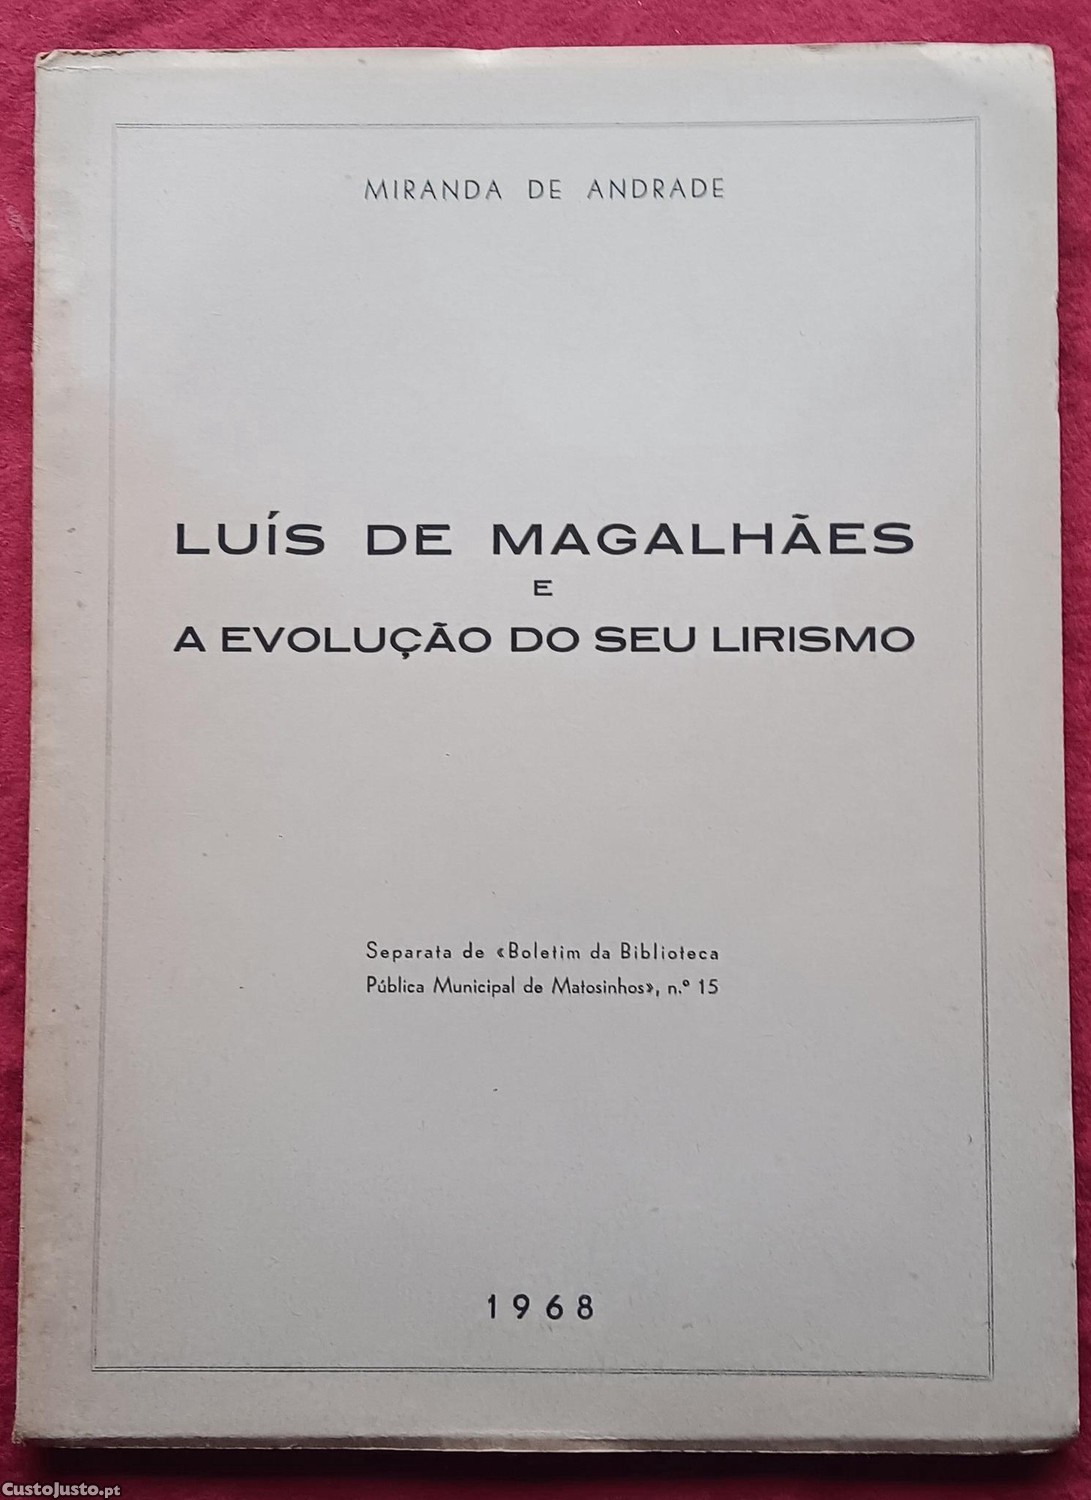 MIRANDA DE ANDRADE
LUÍS DE MAGALHÃES
E
A EVOLUÇÃO DO SEU LIRISMO
Separata de «Boletim da Biblioteca
Pública Municipal de Matosinhos», n.º 15
1968
CustoJusto.pt